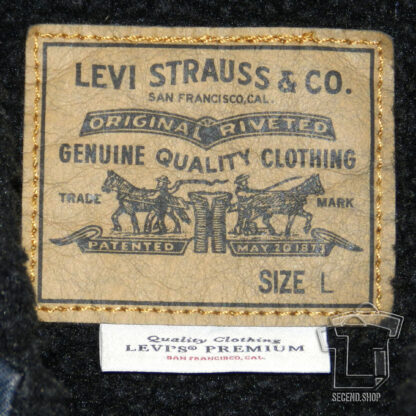 LEVI STRAUSS & CO.
SAN FRANCISCO, CAL.
ORIGINAL RIVETED
GENUINE QUALITY CLOTHING
TRADE MARK
PATENTED MAY 20 1873
SIZE L
Quality Clothing
LEVI'S® PREMIUM
SAN FRANCISCO, CAL.
SECEND.SHOP